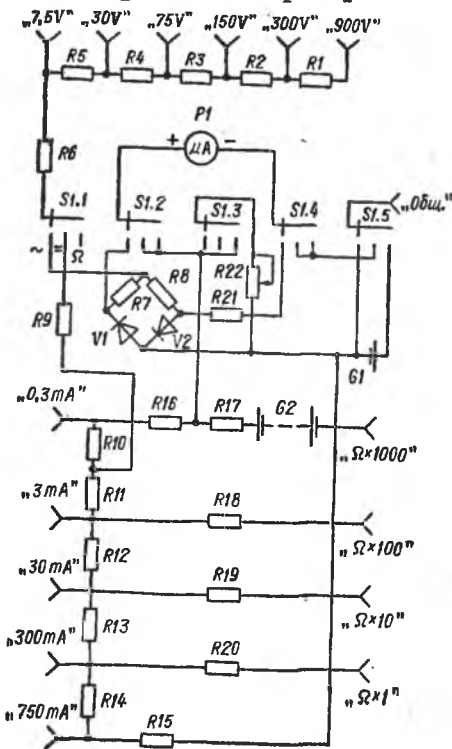 „7,5V" „30V" „75V" „150V" „300V" „900V"
R5 R4 R3 R2 R1
P1
R6 + μA −
S1.1 S1.2 S1.3 S1.4 S1.5 „Общ."
~ = Ω
R8 R22
R7 R21
R9
V1 V2
G1
„0,3mA" R16 R17 G2
R10 „Ω×1000"
„3mA" R11 R18
R12 „Ω×100"
„30mA" R19
R13 „Ω×10"
„300mA" R20
R14 „Ω×1"
„750mA" R15